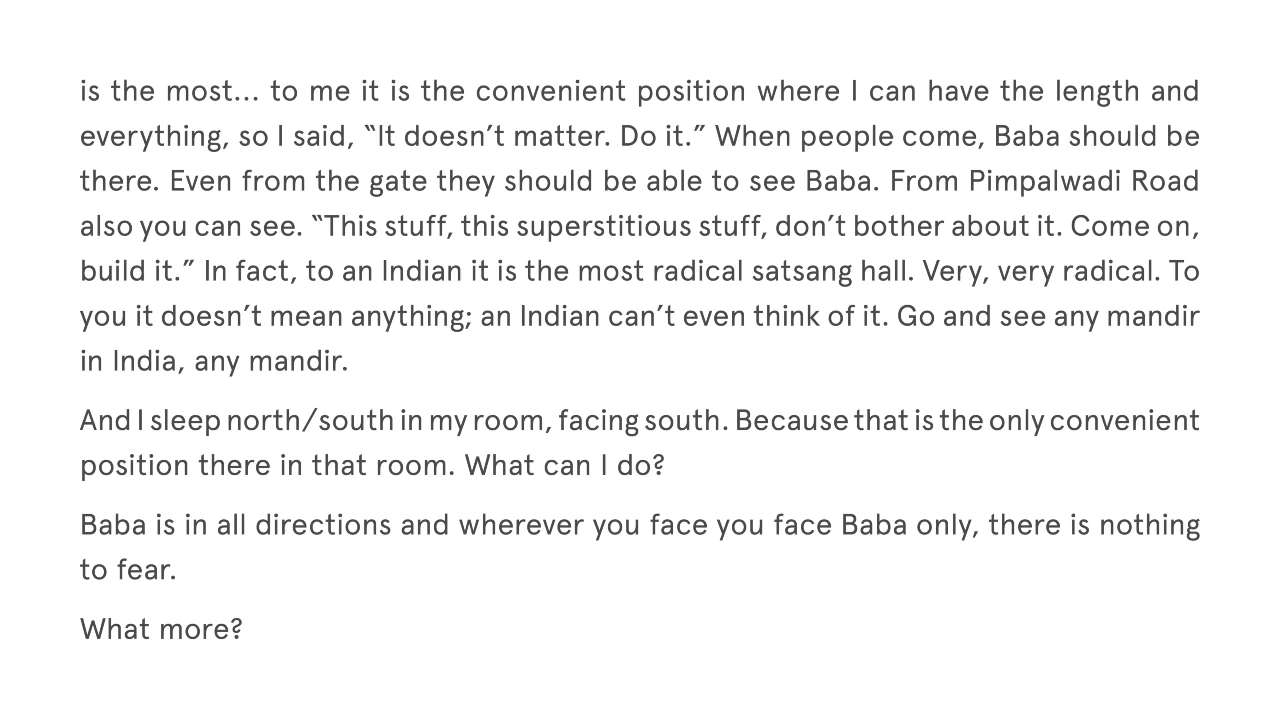 is the most... to me it is the convenient position where I can have the length and
everything, so I said, “It doesn’t matter. Do it.” When people come, Baba should be
there. Even from the gate they should be able to see Baba. From Pimpalwadi Road
also you can see. “This stuff, this superstitious stuff, don’t bother about it. Come on,
build it.” In fact, to an Indian it is the most radical satsang hall. Very, very radical. To
you it doesn’t mean anything; an Indian can’t even think of it. Go and see any mandir
in India, any mandir.
And I sleep north/south in my room, facing south. Because that is the only convenient
position there in that room. What can I do?
Baba is in all directions and wherever you face you face Baba only, there is nothing
to fear.
What more?